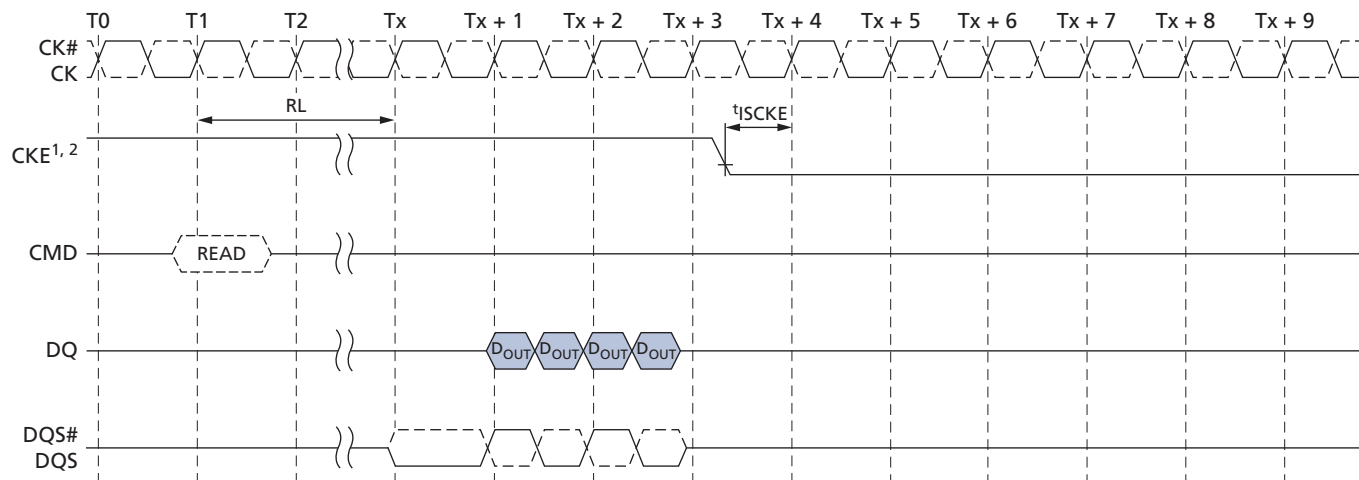 T0 T1 T2 Tx Tx + 1 Tx + 2 Tx + 3 Tx + 4 Tx + 5 Tx + 6 Tx + 7 Tx + 8 Tx + 9
CK#
CK
RL
tISCKE
CKE1, 2
CMD READ
DQ DOUT DOUT DOUT DOUT
DQS#
DQS